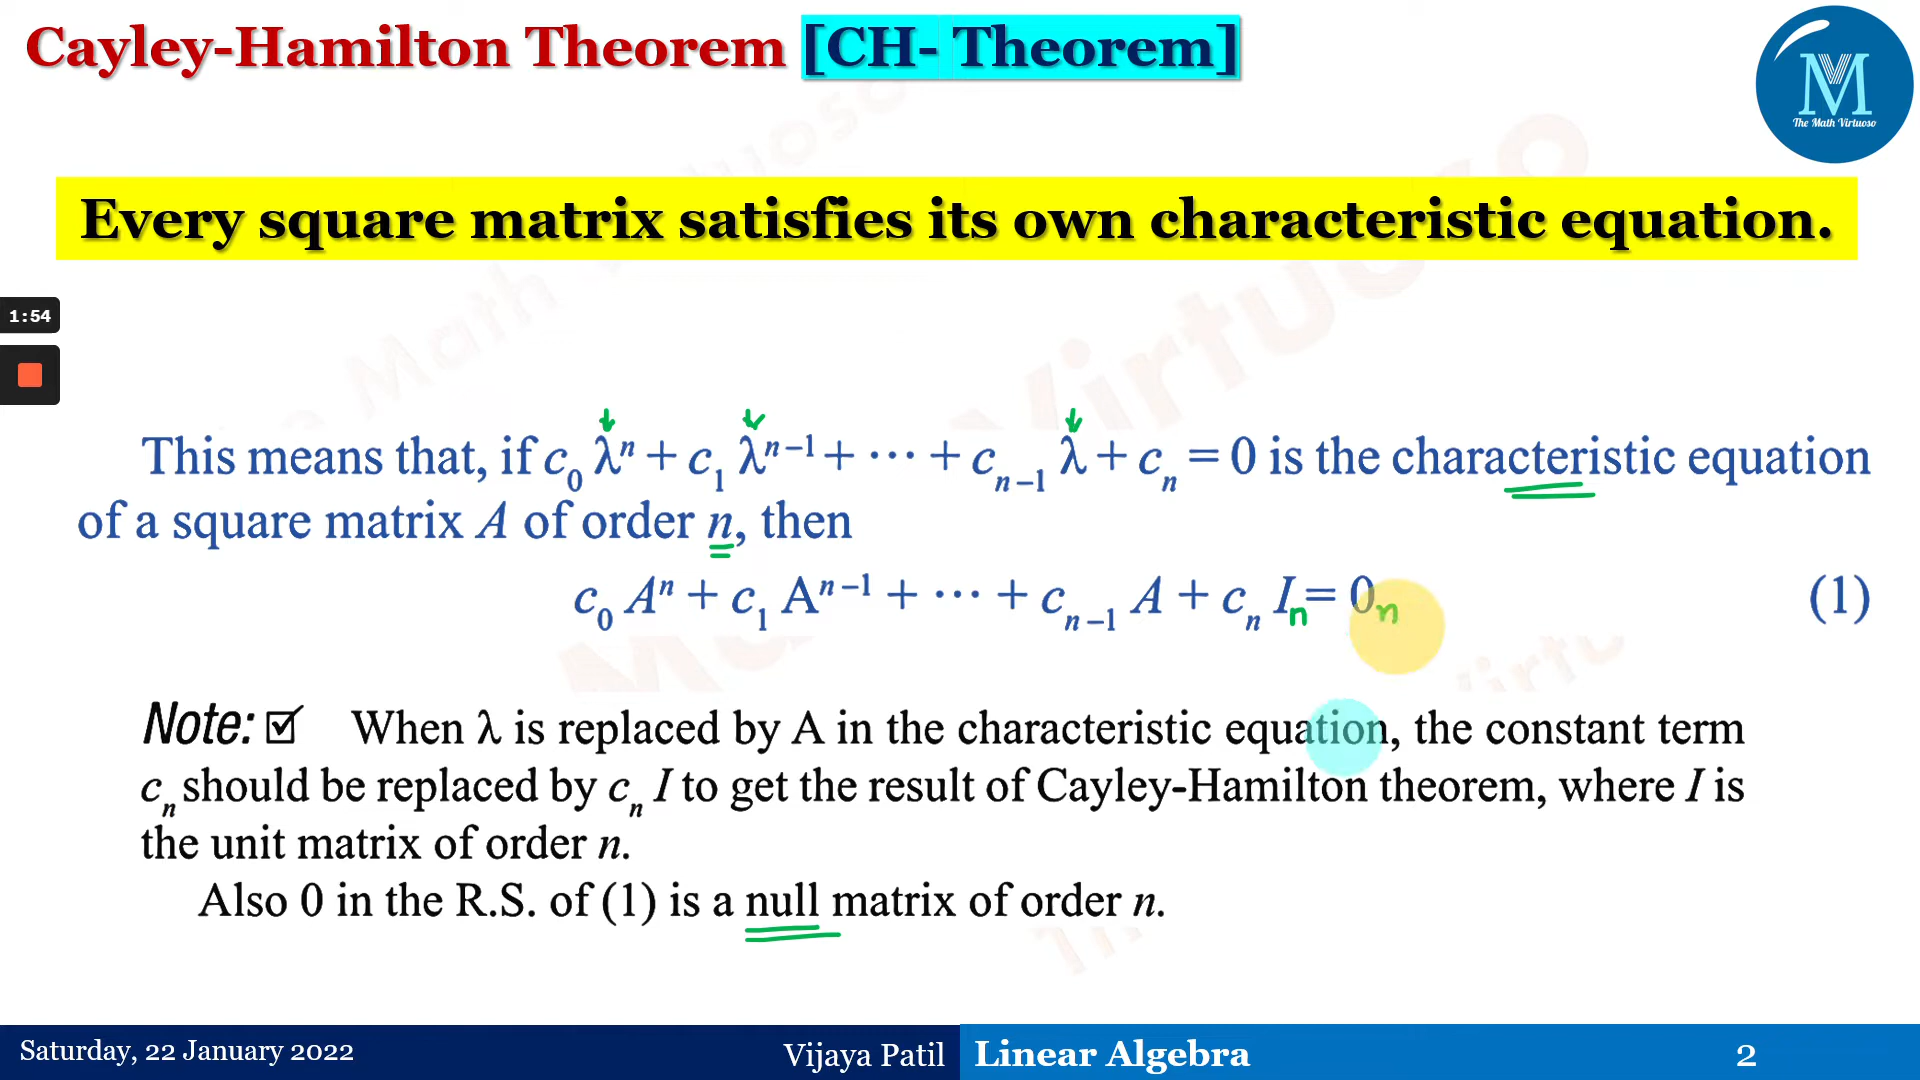 Cayley-Hamilton Theorem [CH- Theorem]
M
The Math Virtuoso
Every square matrix satisfies its own characteristic equation.
1:54
This means that, if c₀ λⁿ + c₁ λⁿ⁻¹ + ⋯ + cₙ₋₁ λ + cₙ = 0 is the characteristic equation
of a square matrix A of order n, then
c₀ Aⁿ + c₁ Aⁿ⁻¹ + ⋯ + cₙ₋₁ A + cₙ Iₙ = 0ₙ (1)
Note: ☑ When λ is replaced by A in the characteristic equation, the constant term
cₙ should be replaced by cₙ I to get the result of Cayley-Hamilton theorem, where I is
the unit matrix of order n.
Also 0 in the R.S. of (1) is a null matrix of order n.
Saturday, 22 January 2022
Vijaya Patil
Linear Algebra
2